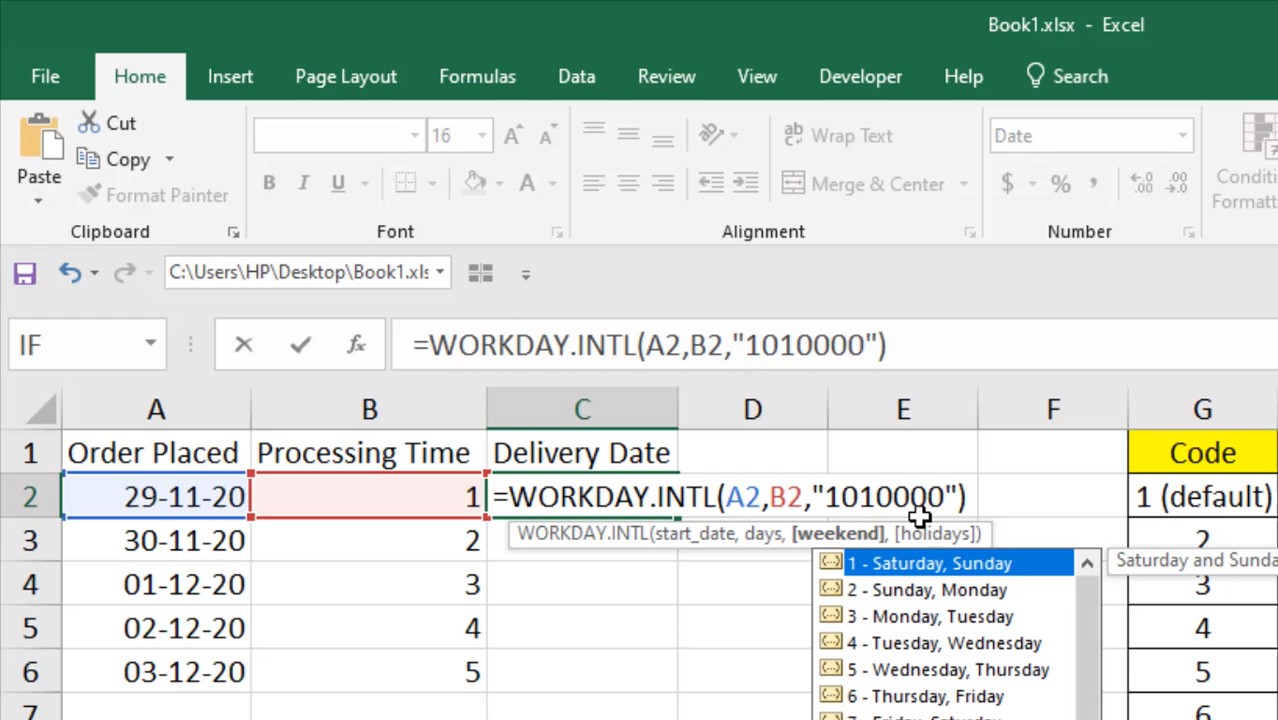 Book1.xlsx - Excel
File Home Insert Page Layout Formulas Data Review View Developer Help Search
Cut
Copy
Format Painter
Paste
16
Wrap Text
Merge & Center
Date
$ % ,
Clipboard Font Alignment Number
C:\Users\HP\Desktop\Book1.xls
IF =WORKDAY.INTL(A2,B2,"1010000")
A B C D E F G
1 Order Placed Processing Time Delivery Date Code
2 29-11-20 1 =WORKDAY.INTL(A2,B2,"1010000") 1 (default)
WORKDAY.INTL(start_date, days, [weekend], [holidays])
3 30-11-20 2 2
1 - Saturday, Sunday
2 - Sunday, Monday
4 01-12-20 3 3
3 - Monday, Tuesday
5 02-12-20 4 4
4 - Tuesday, Wednesday
6 03-12-20 5 5
5 - Wednesday, Thursday
6 - Thursday, Friday